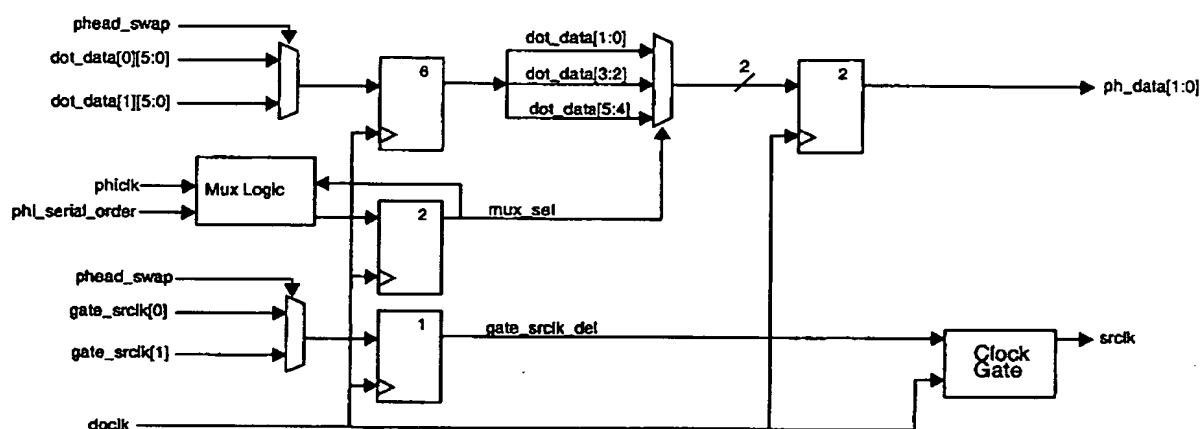 phead_swap
dot_data[0][5:0]
dot_data[1][5:0]
6
dot_data[1:0]
dot_data[3:2]
dot_data[5:4]
2
2
ph_data[1:0]
phiclk
phi_serial_order
Mux Logic
2
mux_sel
phead_swap
gate_srclk[0]
gate_srclk[1]
1
gate_srclk_del
Clock
Gate
srclk
doclk